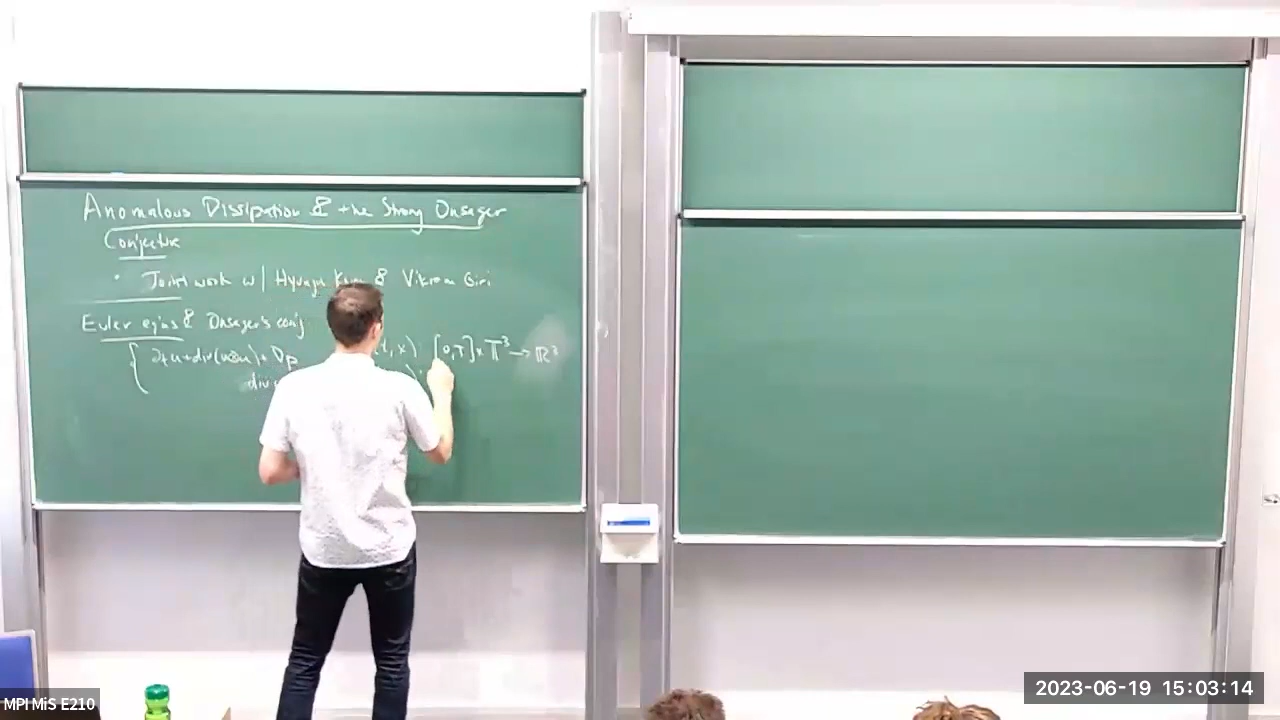 Anomalous Dissipation & the Strong Onsager
Conjecture
• Joint work w/ Hyunju & Vikram Giri
Euler eq'ns & Onsager's conj
{ ∂tu+div(u⊗u)+∇p t,x) [0,T]×𝕋³→ℝ³
div
MPI MiS E210
2023-06-19 15:03:14